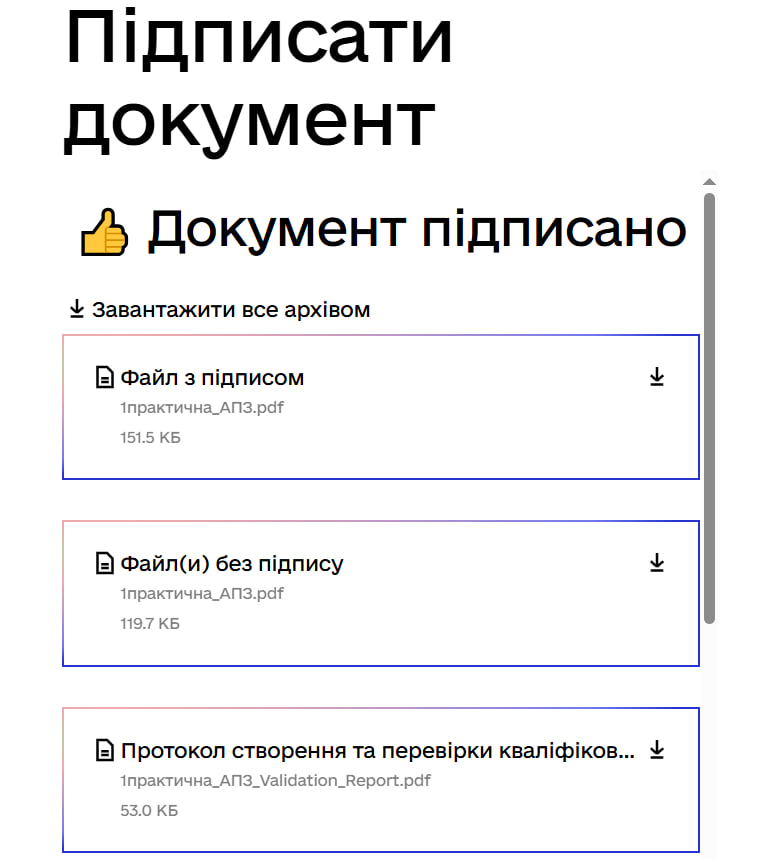 Підписати
документ
👍 Документ підписано
Завантажити все архівом
Файл з підписом
1практична_АПЗ.pdf
151.5 КБ
Файл(и) без підпису
1практична_АПЗ.pdf
119.7 КБ
Протокол створення та перевірки кваліфіков...
1практична_АПЗ_Validation_Report.pdf
53.0 КБ